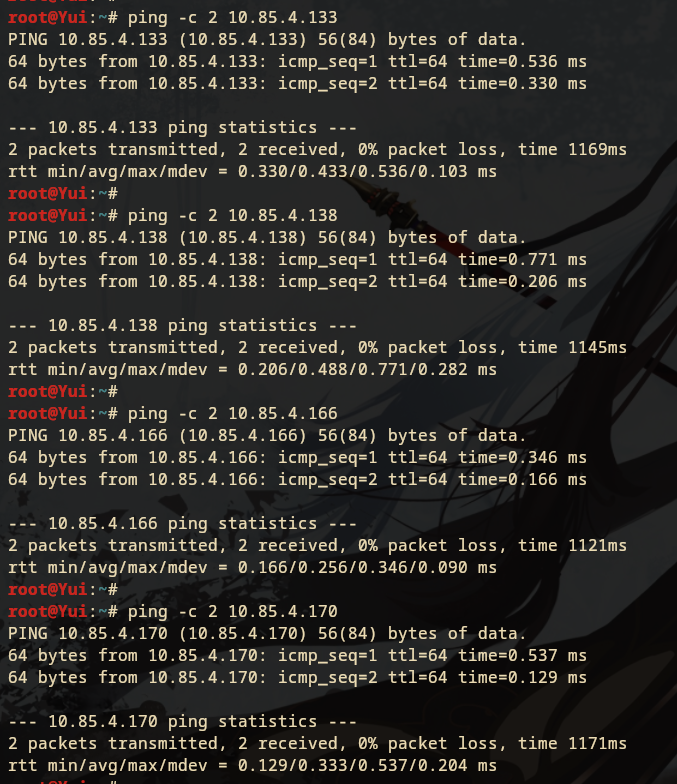 root@Yui:~# ping -c 2 10.85.4.133
PING 10.85.4.133 (10.85.4.133) 56(84) bytes of data.
64 bytes from 10.85.4.133: icmp_seq=1 ttl=64 time=0.536 ms
64 bytes from 10.85.4.133: icmp_seq=2 ttl=64 time=0.330 ms

--- 10.85.4.133 ping statistics ---
2 packets transmitted, 2 received, 0% packet loss, time 1169ms
rtt min/avg/max/mdev = 0.330/0.433/0.536/0.103 ms
root@Yui:~#
root@Yui:~# ping -c 2 10.85.4.138
PING 10.85.4.138 (10.85.4.138) 56(84) bytes of data.
64 bytes from 10.85.4.138: icmp_seq=1 ttl=64 time=0.771 ms
64 bytes from 10.85.4.138: icmp_seq=2 ttl=64 time=0.206 ms

--- 10.85.4.138 ping statistics ---
2 packets transmitted, 2 received, 0% packet loss, time 1145ms
rtt min/avg/max/mdev = 0.206/0.488/0.771/0.282 ms
root@Yui:~#
root@Yui:~# ping -c 2 10.85.4.166
PING 10.85.4.166 (10.85.4.166) 56(84) bytes of data.
64 bytes from 10.85.4.166: icmp_seq=1 ttl=64 time=0.346 ms
64 bytes from 10.85.4.166: icmp_seq=2 ttl=64 time=0.166 ms

--- 10.85.4.166 ping statistics ---
2 packets transmitted, 2 received, 0% packet loss, time 1121ms
rtt min/avg/max/mdev = 0.166/0.256/0.346/0.090 ms
root@Yui:~#
root@Yui:~# ping -c 2 10.85.4.170
PING 10.85.4.170 (10.85.4.170) 56(84) bytes of data.
64 bytes from 10.85.4.170: icmp_seq=1 ttl=64 time=0.537 ms
64 bytes from 10.85.4.170: icmp_seq=2 ttl=64 time=0.129 ms

--- 10.85.4.170 ping statistics ---
2 packets transmitted, 2 received, 0% packet loss, time 1171ms
rtt min/avg/max/mdev = 0.129/0.333/0.537/0.204 ms